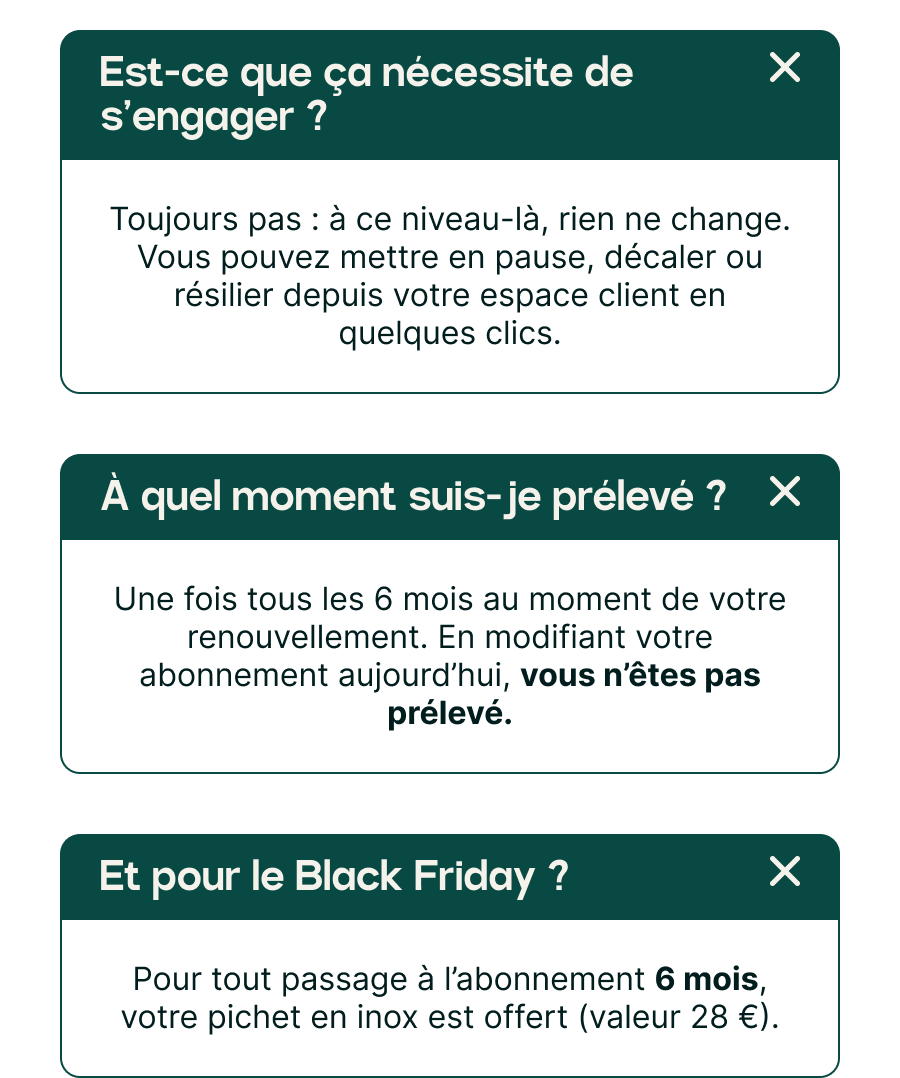 Est-ce que ça nécessite de
s’engager ?
Toujours pas : à ce niveau-là, rien ne change.
Vous pouvez mettre en pause, décaler ou
résilier depuis votre espace client en
quelques clics.
À quel moment suis-je prélevé ?
Une fois tous les 6 mois au moment de votre
renouvellement. En modifiant votre
abonnement aujourd’hui, vous n’êtes pas
prélevé.
Et pour le Black Friday ?
Pour tout passage à l’abonnement 6 mois,
votre pichet en inox est offert (valeur 28 €).